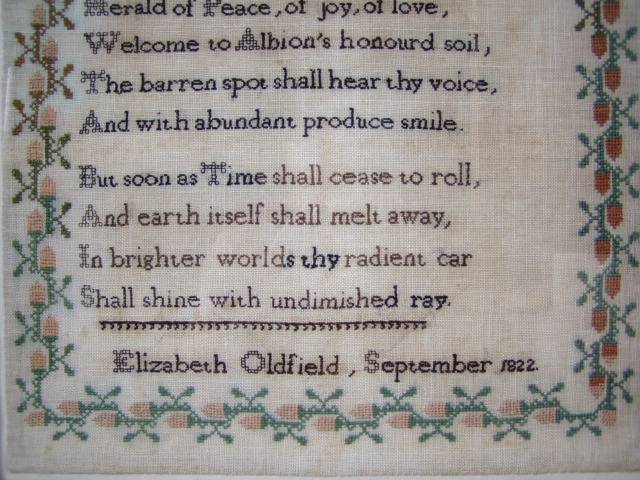 Herald of Peace, of joy, of love,
Welcome to Albion's honourd soil,
The barren spot shall hear thy voice,
And with abundant produce smile.
But soon as Time shall cease to roll,
And earth itself shall melt away,
In brighter worlds thy radient car
Shall shine with undimished ray.
Elizabeth Oldfield, September 1822.